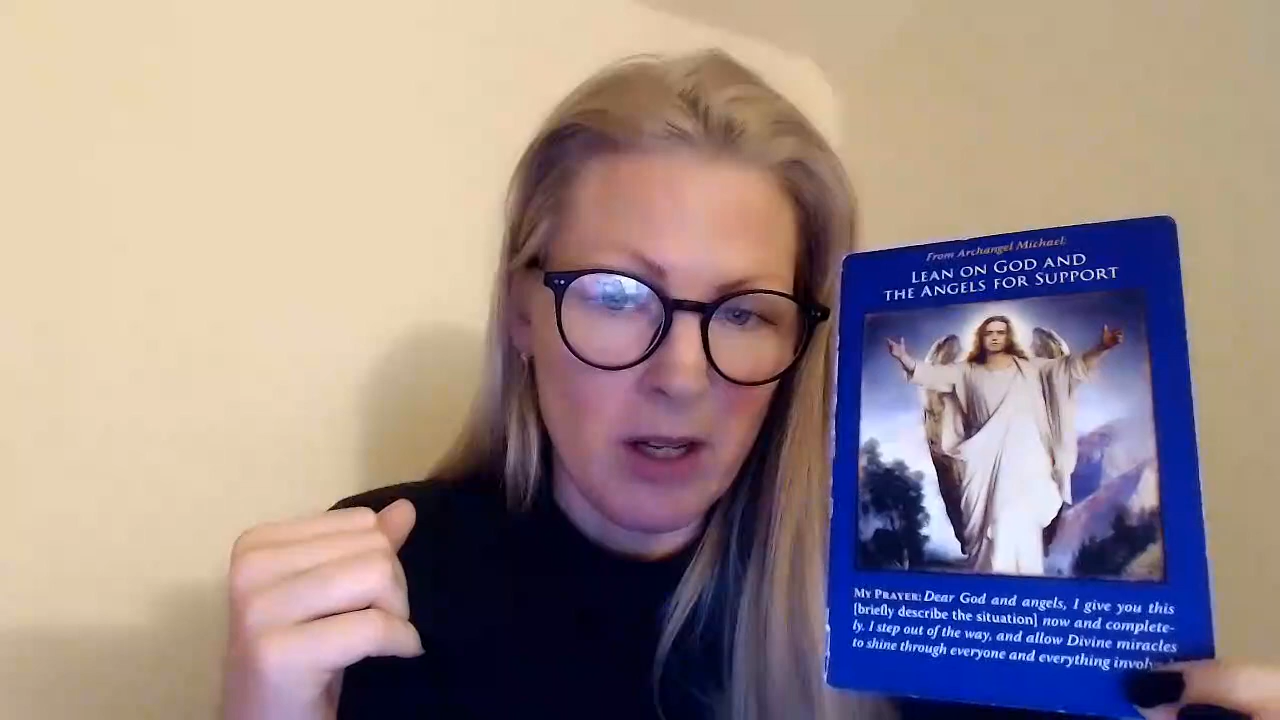 From Archangel Michael:
LEAN ON GOD AND
THE ANGELS FOR SUPPORT
MY PRAYER: Dear God and angels, I give you this
[briefly describe the situation] now and complete-
ly. I step out of the way, and allow Divine miracles
to shine through everyone and everything